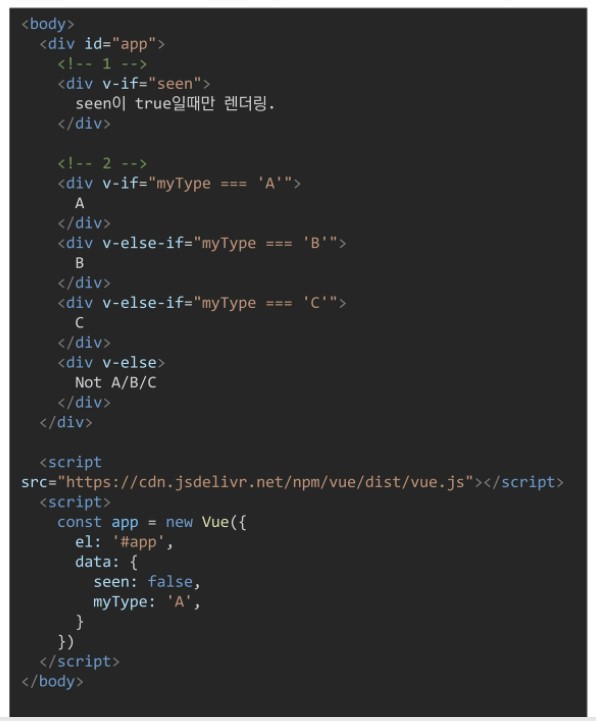 <body>
<div id="app">
<!-- 1 -->
<div v-if="seen">
seen이 true일때만 렌더링.
</div>
<!-- 2 -->
<div v-if="myType === 'A'">
A
</div>
<div v-else-if="myType === 'B'">
B
</div>
<div v-else-if="myType === 'C'">
C
</div>
<div v-else>
Not A/B/C
</div>
</div>
<script
src="https://cdn.jsdelivr.net/npm/vue/dist/vue.js"></script>
<script>
const app = new Vue({
el: '#app',
data: {
seen: false,
myType: 'A',
}
})
</script>
</body>